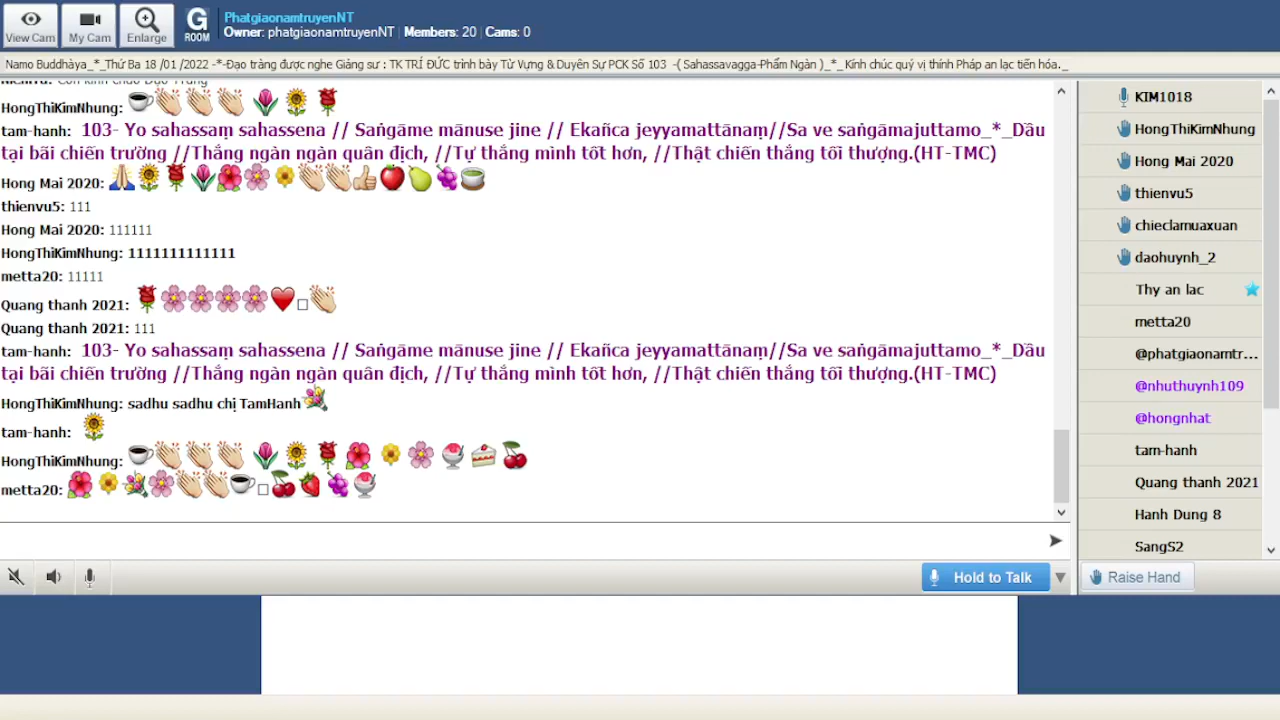 View Cam
My Cam
Enlarge
G
ROOM
PhatgiaonamtruyenNT
Owner: phatgiaonamtruyenNT | Members: 20 | Cams: 0
Namo Buddhàya_*_Thứ Ba 18 /01 /2022 -*-Đạo tràng được nghe Giảng sư : TK TRÍ ĐỨC trình bày Từ Vựng & Duyên Sự PCK Số 103 -( Sahassavagga-Phẩm Ngàn )_*_Kính chúc quý vị thính Pháp an lạc tiến hóa._
HongThiKimNhung:
tam-hanh: 103- Yo sahassaṃ sahassena // Saṅgāme mānuse jine // Ekañca jeyyamattānaṃ//Sa ve saṅgāmajuttamo_*_Dầu
tại bãi chiến trường //Thắng ngàn ngàn quân địch, //Tự thắng mình tốt hơn, //Thật chiến thắng tối thượng.(HT-TMC)
Hong Mai 2020:
thienvu5: 111
Hong Mai 2020: 111111
HongThiKimNhung: 1111111111111
metta20: 11111
Quang thanh 2021:
Quang thanh 2021: 111
tam-hanh: 103- Yo sahassaṃ sahassena // Saṅgāme mānuse jine // Ekañca jeyyamattānaṃ//Sa ve saṅgāmajuttamo_*_Dầu
tại bãi chiến trường //Thắng ngàn ngàn quân địch, //Tự thắng mình tốt hơn, //Thật chiến thắng tối thượng.(HT-TMC)
HongThiKimNhung: sadhu sadhu chị TamHanh
tam-hanh:
HongThiKimNhung:
metta20:
Hold to Talk
KIM1018
HongThiKimNhung
Hong Mai 2020
thienvu5
chieclamuaxuan
daohuynh_2
Thy an lac
metta20
@phatgiaonamtr...
@nhuthuynh109
@hongnhat
tam-hanh
Quang thanh 2021
Hanh Dung 8
SangS2
Raise Hand